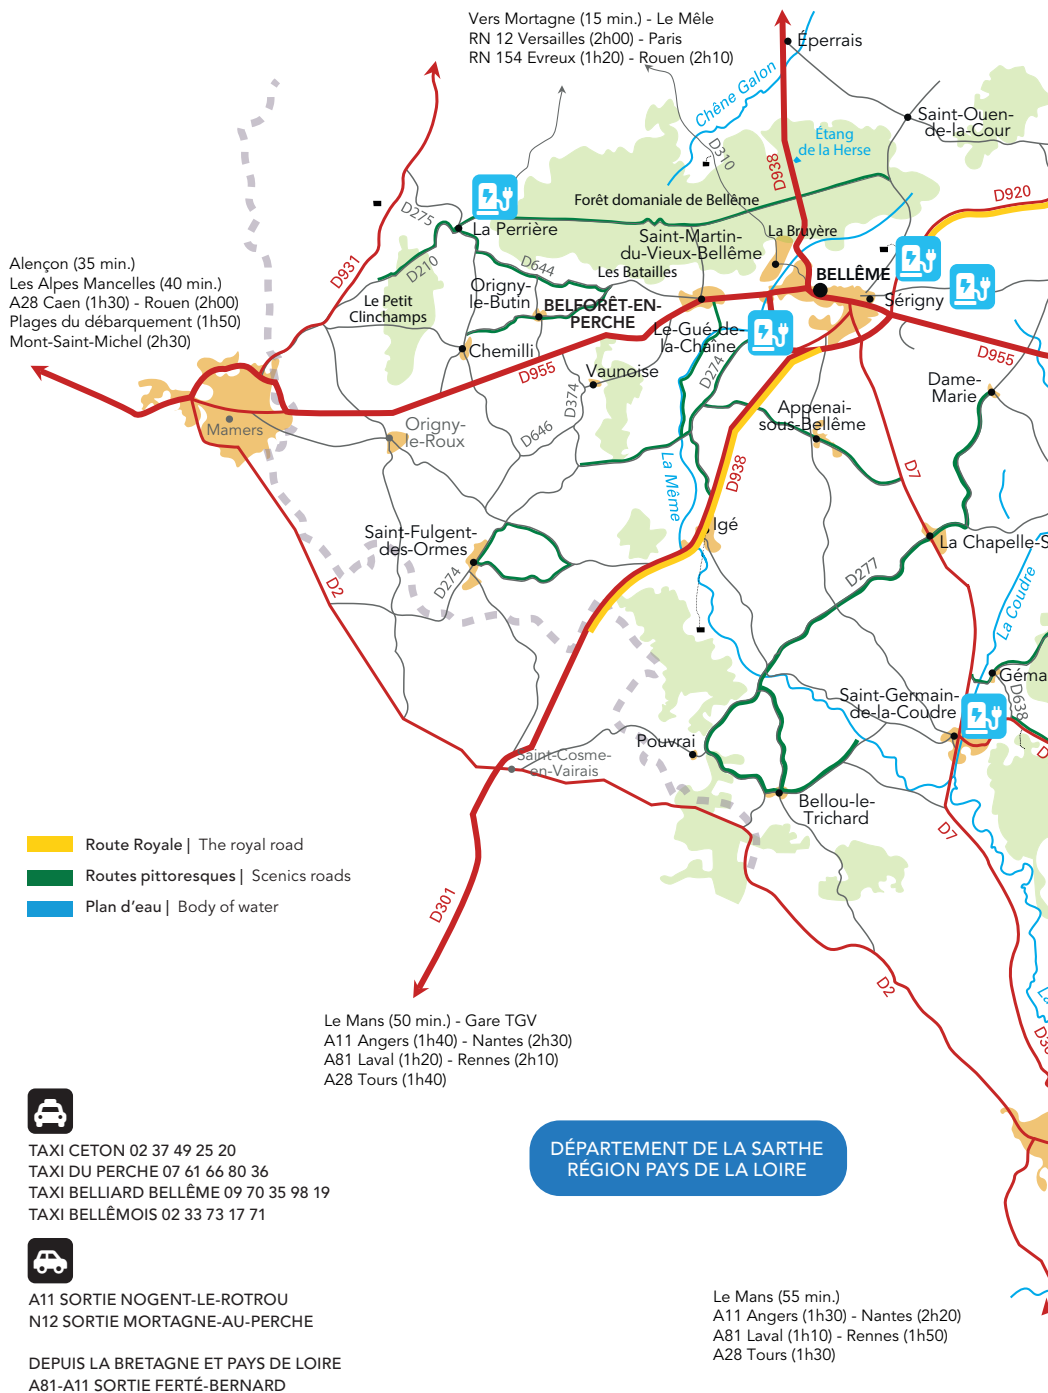 Vers Mortagne (15 min.) - Le Mêle
RN 12 Versailles (2h00) - Paris
RN 154 Evreux (1h20) - Rouen (2h10)
Éperrais
Chêne Galon
Saint-Ouen-
de-la-Cour
Étang
de la Herse
D310
D938
D920
D275
La Perrière
Forêt domaniale de Bellême
La Bruyère
Saint-Martin-
du-Vieux-Bellême
D210
D644
Les Batailles
BELLÊME
Sérigny
Alençon (35 min.)
Les Alpes Mancelles (40 min.)
A28 Caen (1h30) - Rouen (2h00)
Plages du débarquement (1h50)
Mont-Saint-Michel (2h30)
D931
Le Petit
Clinchamps
Origny-
le-Butin
BELFORÊT-EN-
PERCHE
Le-Gué-de-
la-Chaîne
Chemilli
D955
D955
Vaunoise
D274
D374
Dame-
Marie
Appenai-
sous-Bellême
Mamers
Origny-
le-Roux
D646
D938
D7
La Même
Igé
Saint-Fulgent-
des-Ormes
La Chapelle-S
D277
D274
D2
La Coudre
Géma
D638
Saint-Germain-
de-la-Coudre
Pouvrai
D
Saint-Cosme-
en-Vairais
Bellou-le-
Trichard
D7
Route Royale | The royal road
Routes pittoresques | Scenics roads
Plan d'eau | Body of water
D301
D2
Le Mans (50 min.) - Gare TGV
A11 Angers (1h40) - Nantes (2h30)
A81 Laval (1h20) - Rennes (2h10)
A28 Tours (1h40)
TAXI CETON 02 37 49 25 20
TAXI DU PERCHE 07 61 66 80 36
TAXI BELLIARD BELLÊME 09 70 35 98 19
TAXI BELLÊMOIS 02 33 73 17 71
DÉPARTEMENT DE LA SARTHE
RÉGION PAYS DE LA LOIRE
A11 SORTIE NOGENT-LE-ROTROU
N12 SORTIE MORTAGNE-AU-PERCHE
DEPUIS LA BRETAGNE ET PAYS DE LOIRE
A81-A11 SORTIE FERTÉ-BERNARD
Le Mans (55 min.)
A11 Angers (1h30) - Nantes (2h20)
A81 Laval (1h10) - Rennes (1h50)
A28 Tours (1h30)